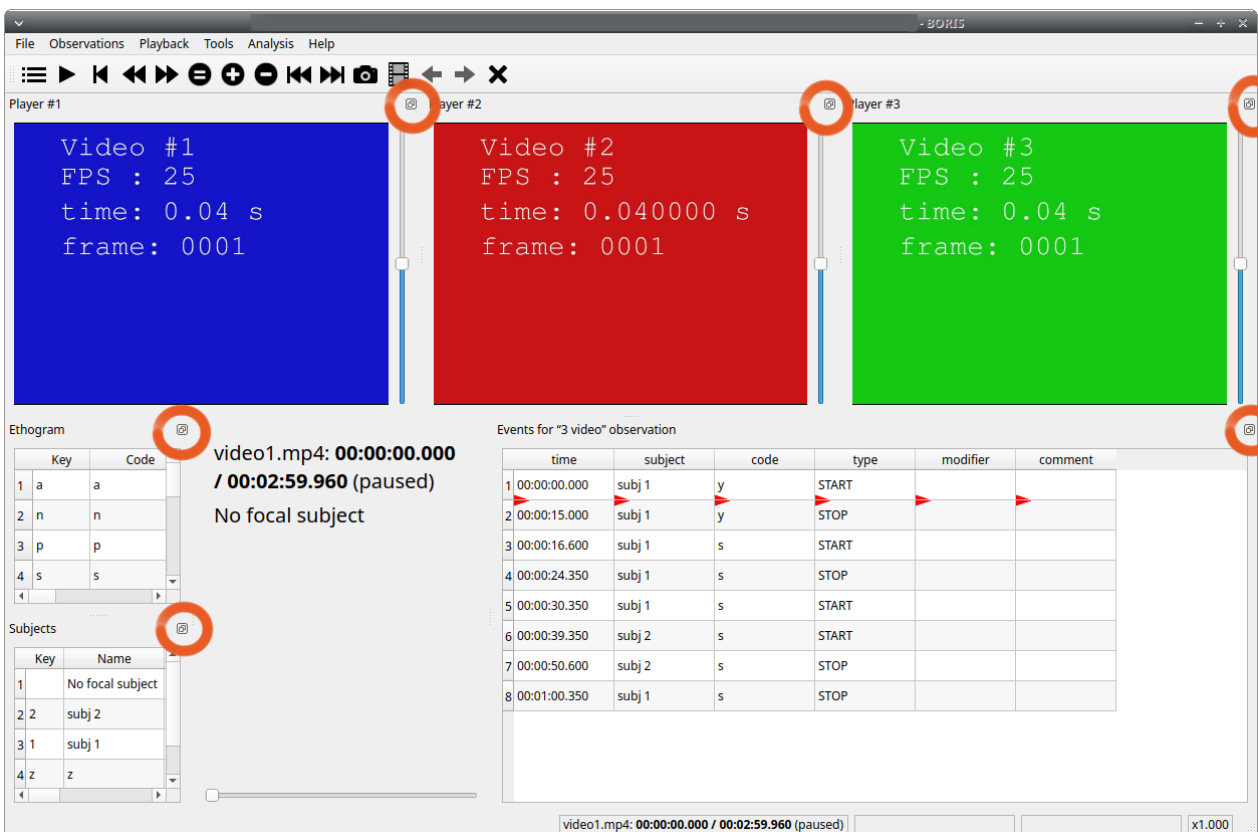 - BORIS
File Observations Playback Tools Analysis Help
Player #1
ayer #2
layer #3
Video #1
FPS : 25
time: 0.04 s
frame: 0001
Video #2
FPS : 25
time: 0.040000 s
frame: 0001
Video #3
FPS : 25
time: 0.04 s
frame: 0001
Ethogram
Key Code
1 a a
2 n n
3 p p
4 s s
Subjects
Key Name
1 No focal subject
2 2 subj 2
3 1 subj 1
4 z z
video1.mp4: 00:00:00.000
/ 00:02:59.960 (paused)
No focal subject
Events for “3 video” observation
time subject code type modifier comment
1 00:00:00.000 subj 1 y START
2 00:00:15.000 subj 1 y STOP
3 00:00:16.600 subj 1 s START
4 00:00:24.350 subj 1 s STOP
5 00:00:30.350 subj 1 s START
6 00:00:39.350 subj 2 s START
7 00:00:50.600 subj 2 s STOP
8 00:01:00.350 subj 1 s STOP
video1.mp4: 00:00:00.000 / 00:02:59.960 (paused)
x1.000